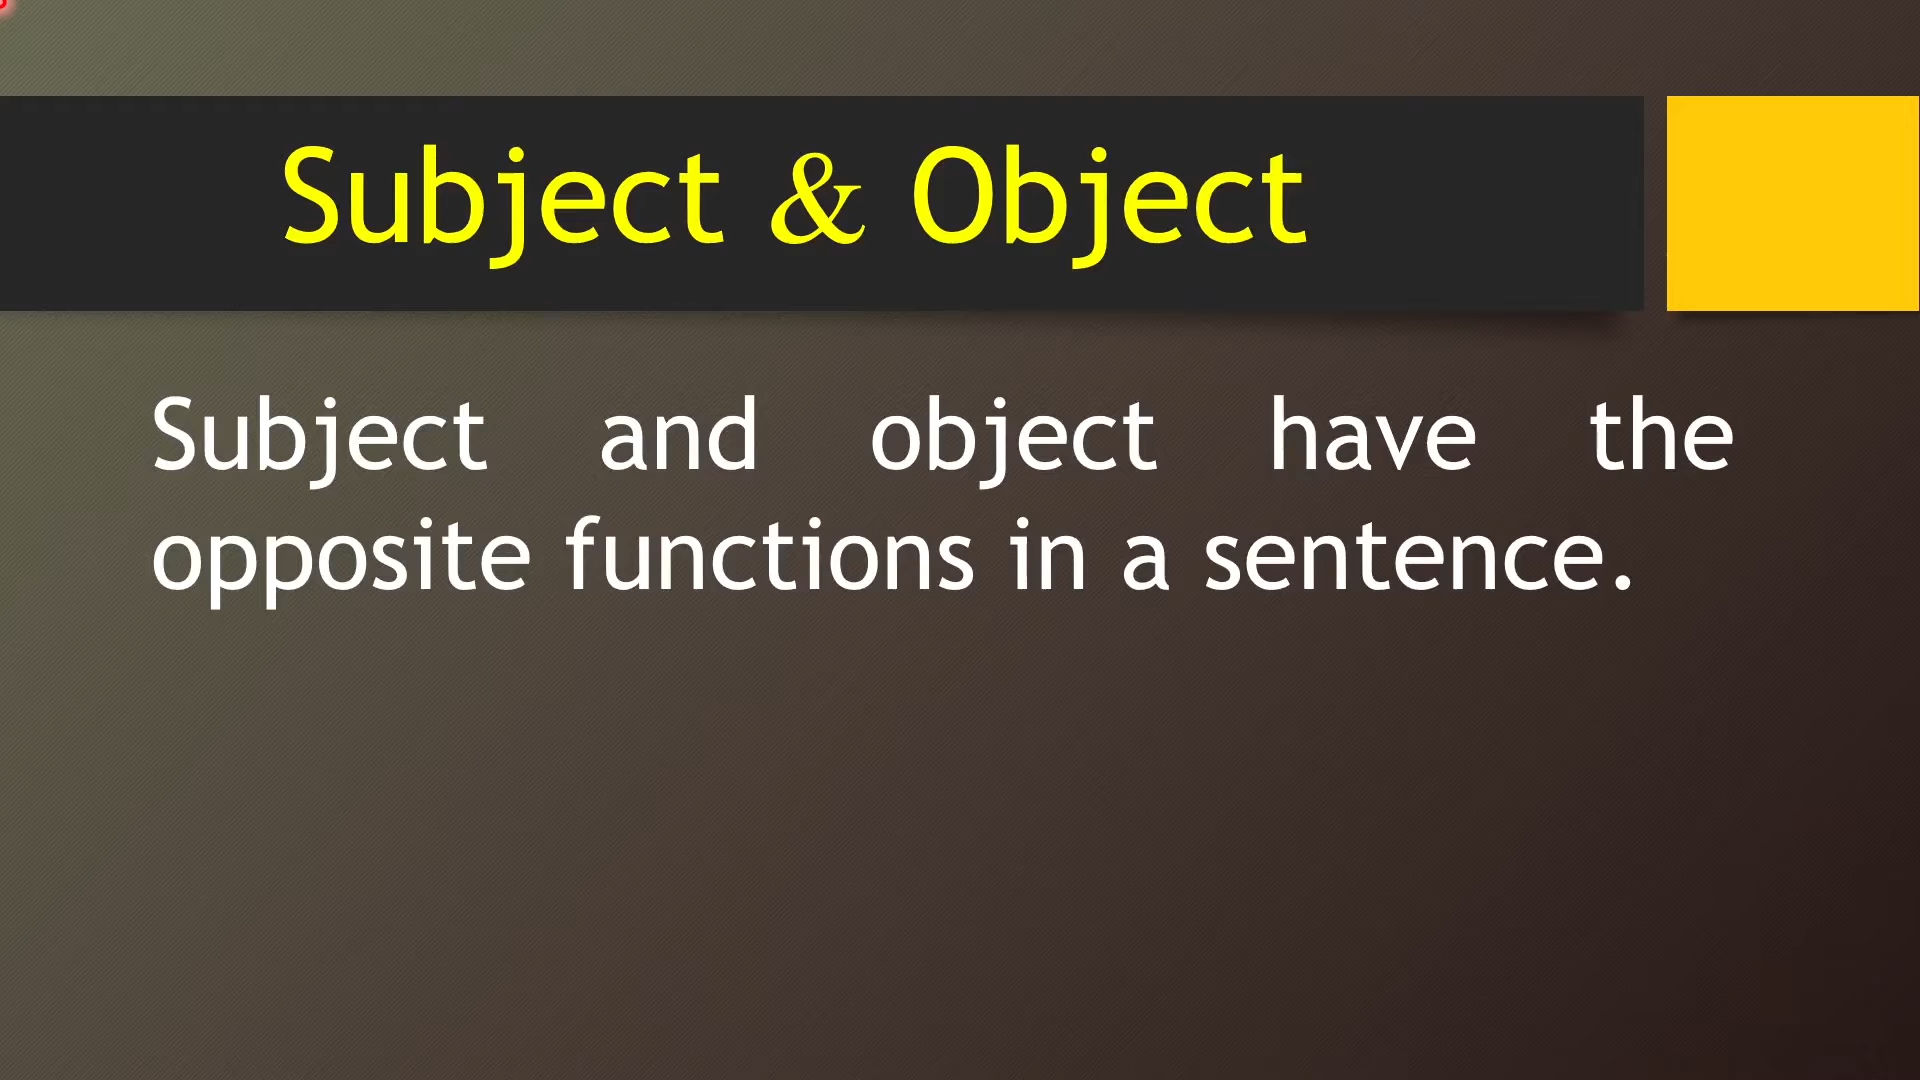 Subject & Object
Subject and object have the
opposite functions in a sentence.